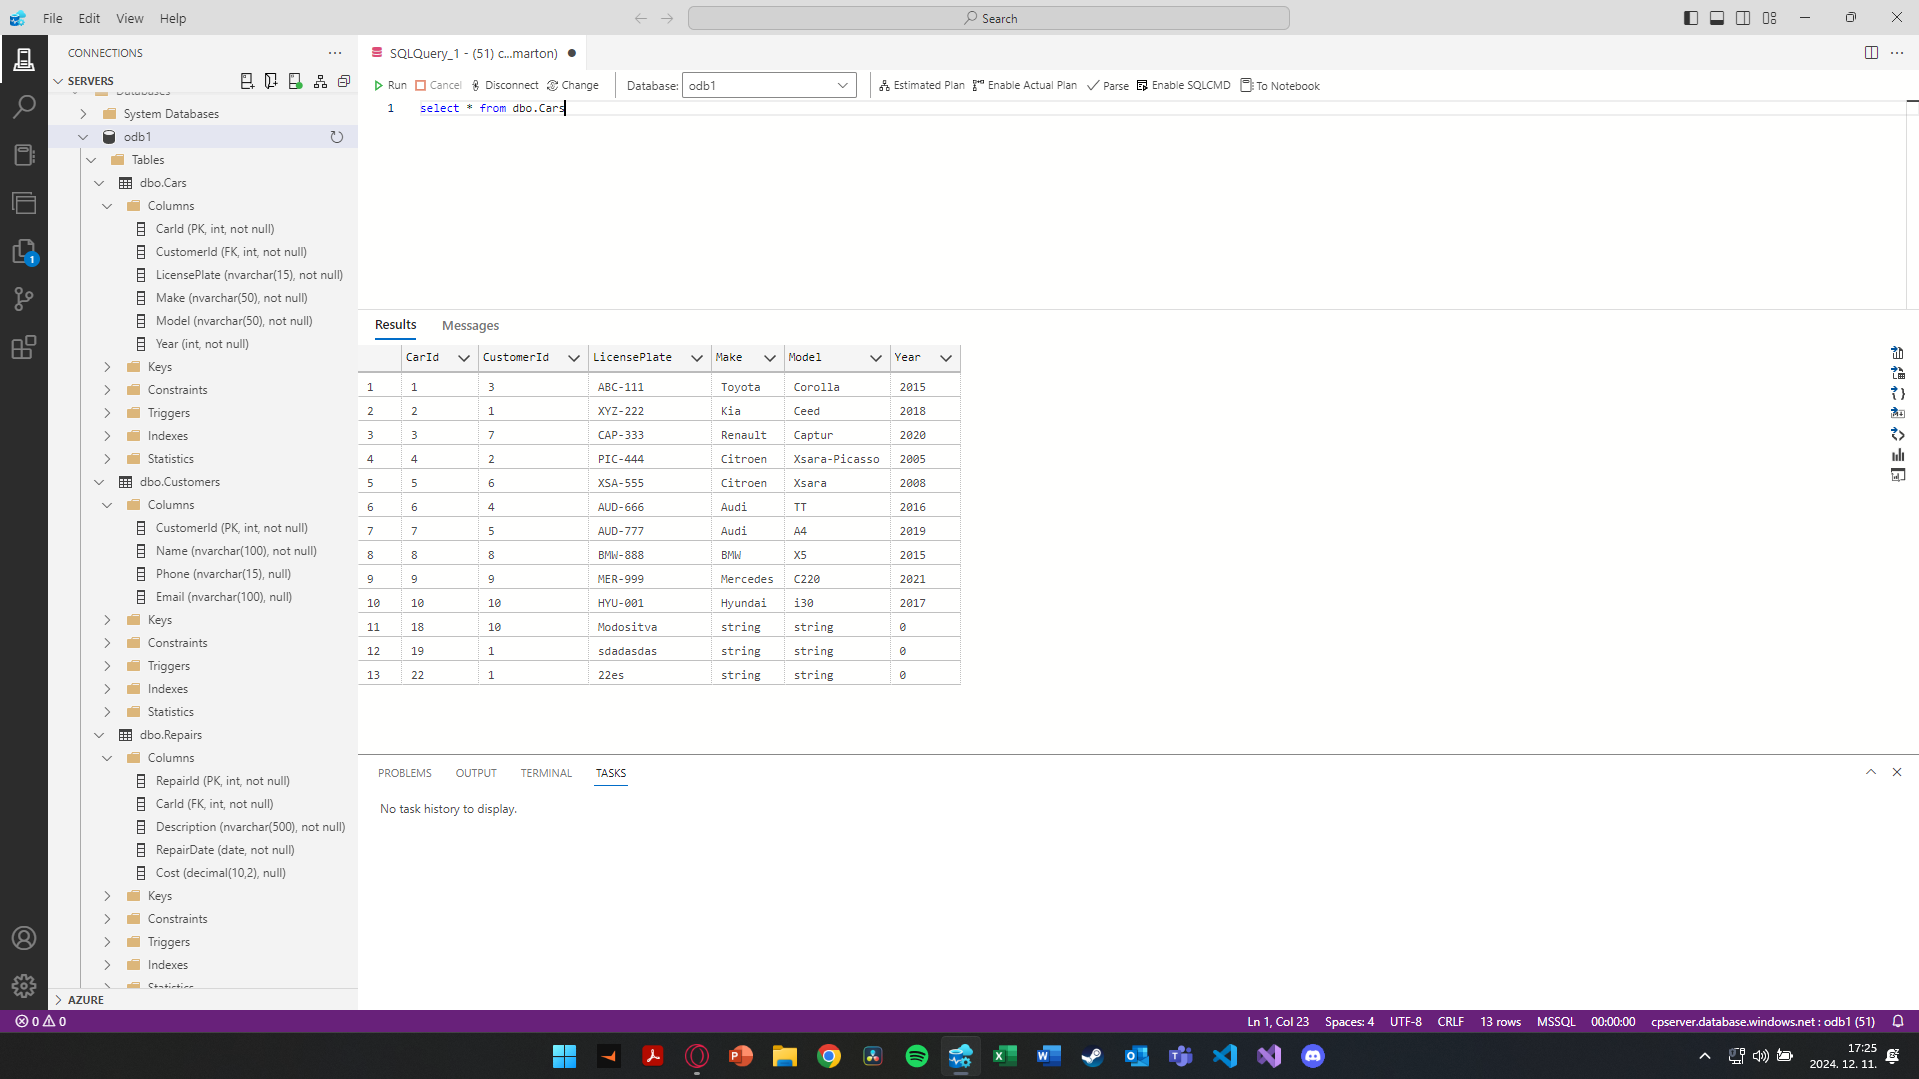 File Edit View Help
Search
CONNECTIONS
SERVERS
Databases
System Databases
odb1
Tables
dbo.Cars
Columns
CarId (PK, int, not null)
CustomerId (FK, int, not null)
LicensePlate (nvarchar(15), not null)
Make (nvarchar(50), not null)
Model (nvarchar(50), not null)
Year (int, not null)
Keys
Constraints
Triggers
Indexes
Statistics
dbo.Customers
Columns
CustomerId (PK, int, not null)
Name (nvarchar(100), not null)
Phone (nvarchar(15), null)
Email (nvarchar(100), null)
Keys
Constraints
Triggers
Indexes
Statistics
dbo.Repairs
Columns
RepairId (PK, int, not null)
CarId (FK, int, not null)
Description (nvarchar(500), not null)
RepairDate (date, not null)
Cost (decimal(10,2), null)
Keys
Constraints
Triggers
Indexes
Statistics
AZURE
1
SQLQuery_1 - (51) c...marton)
Run Cancel Disconnect Change Database: odb1 Estimated Plan Enable Actual Plan Parse Enable SQLCMD To Notebook
1 select * from dbo.Cars
Results Messages
CarId CustomerId LicensePlate Make Model Year
1 1 3 ABC-111 Toyota Corolla 2015
2 2 1 XYZ-222 Kia Ceed 2018
3 3 7 CAP-333 Renault Captur 2020
4 4 2 PIC-444 Citroen Xsara-Picasso 2005
5 5 6 XSA-555 Citroen Xsara 2008
6 6 4 AUD-666 Audi TT 2016
7 7 5 AUD-777 Audi A4 2019
8 8 8 BMW-888 BMW X5 2015
9 9 9 MER-999 Mercedes C220 2021
10 10 10 HYU-001 Hyundai i30 2017
11 18 10 Modositva string string 0
12 19 1 sdadasdas string string 0
13 22 1 22es string string 0
PROBLEMS OUTPUT TERMINAL TASKS
No task history to display.
0 0 Ln 1, Col 23 Spaces: 4 UTF-8 CRLF 13 rows MSSQL 00:00:00 cpserver.database.windows.net : odb1 (51)
17:25
2024. 12. 11.